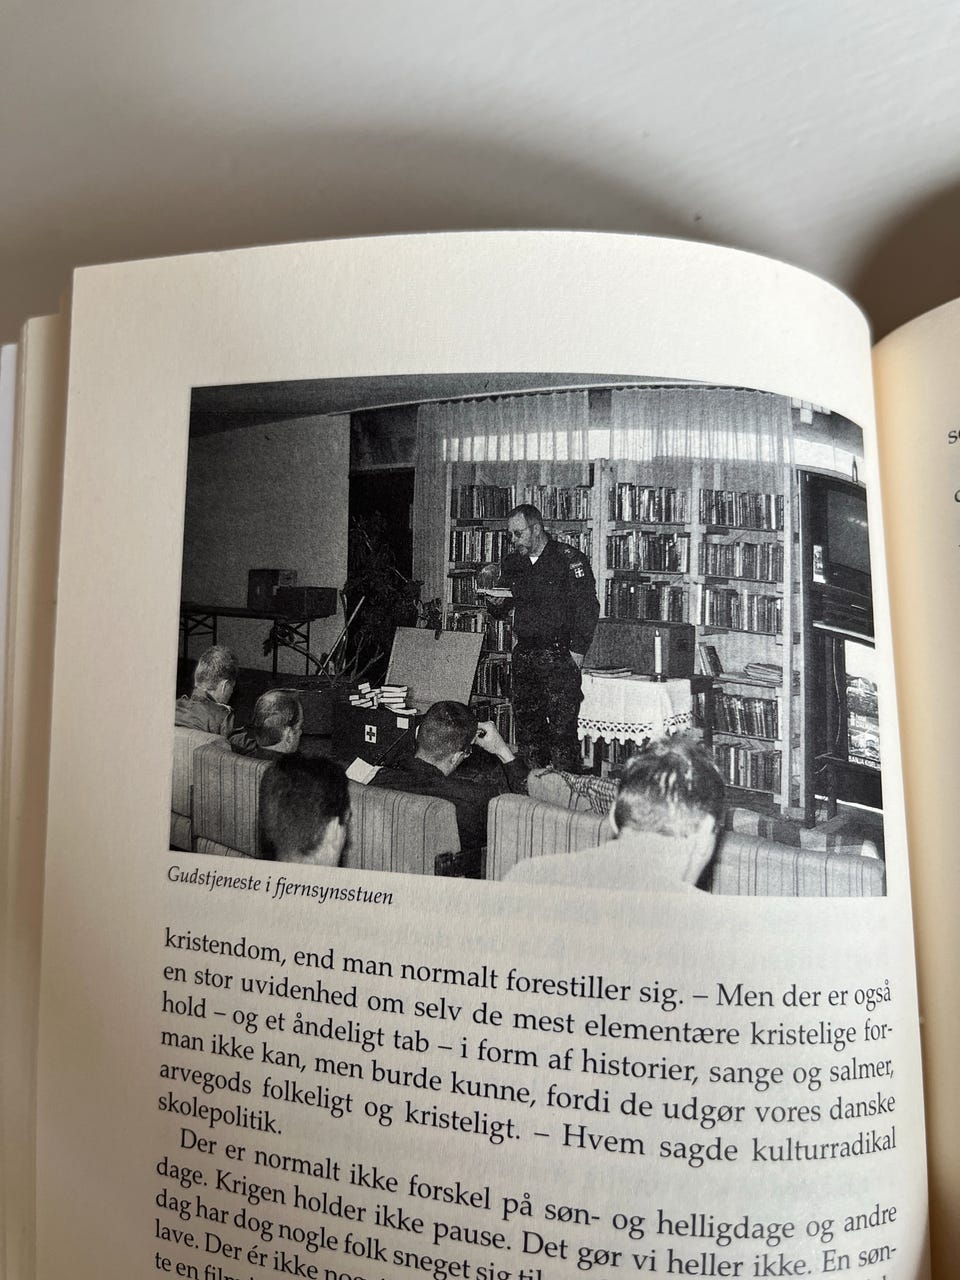 Gudstjeneste i fjernsynsstuen
kristendom, end man normalt forestiller sig. – Men der er også
en stor uvidenhed om selv de mest elementære kristelige for-
hold – og et åndeligt tab – i form af historier, sange og salmer,
man ikke kan, men burde kunne, fordi de udgør vores danske
arvegods folkeligt og kristeligt. – Hvem sagde kulturradikal
skolepolitik.
Der er normalt ikke forskel på søn- og helligdage og andre
dage. Krigen holder ikke pause. Det gør vi heller ikke. En søn-
dag har dog nogle folk sneget sig til
lave. Der ér ikke
te en